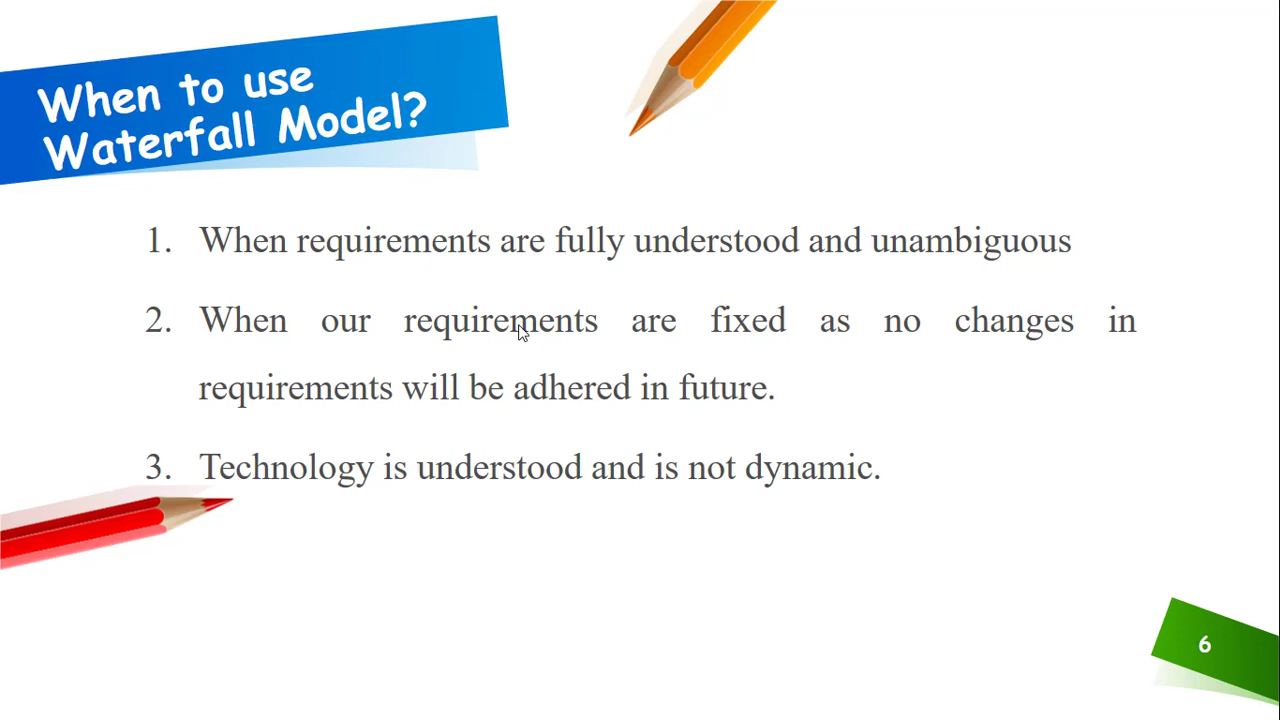 When to use
Waterfall Model?
1. When requirements are fully understood and unambiguous
2. When our requirements are fixed as no changes in
requirements will be adhered in future.
3. Technology is understood and is not dynamic.
6